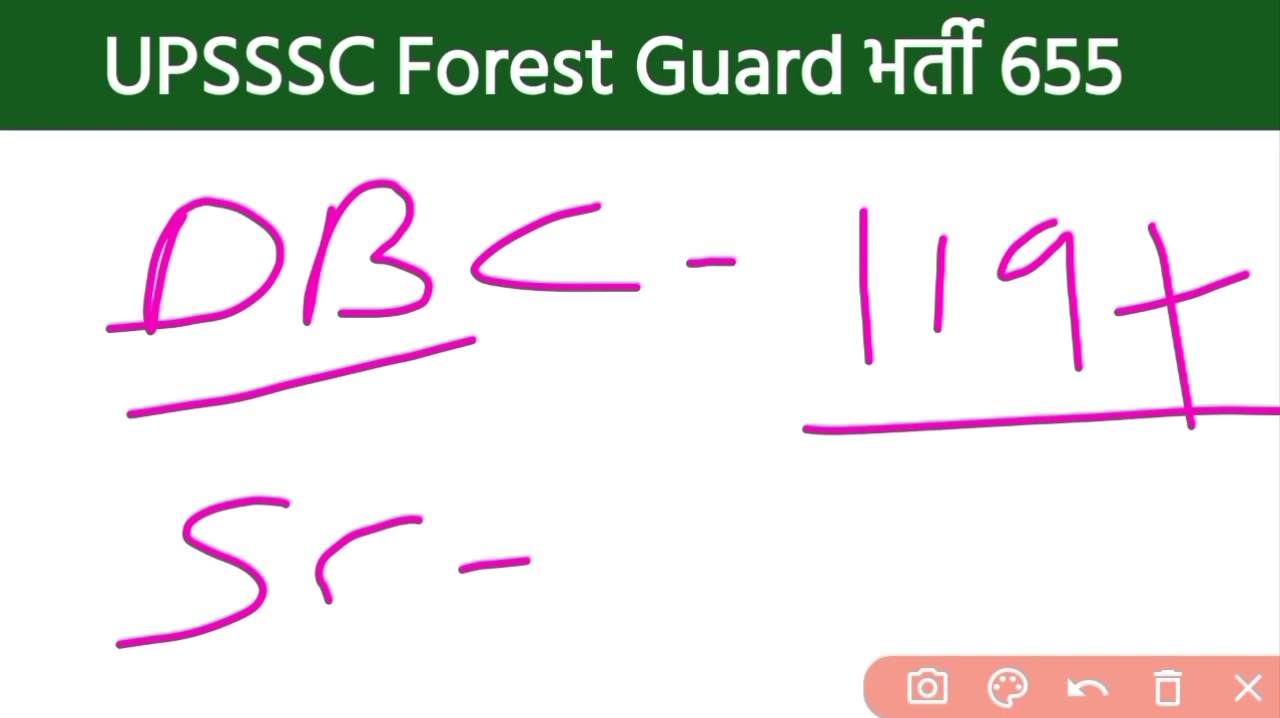 UPSSSC Forest Guard भर्ती 655
OBC - 119+
SC -